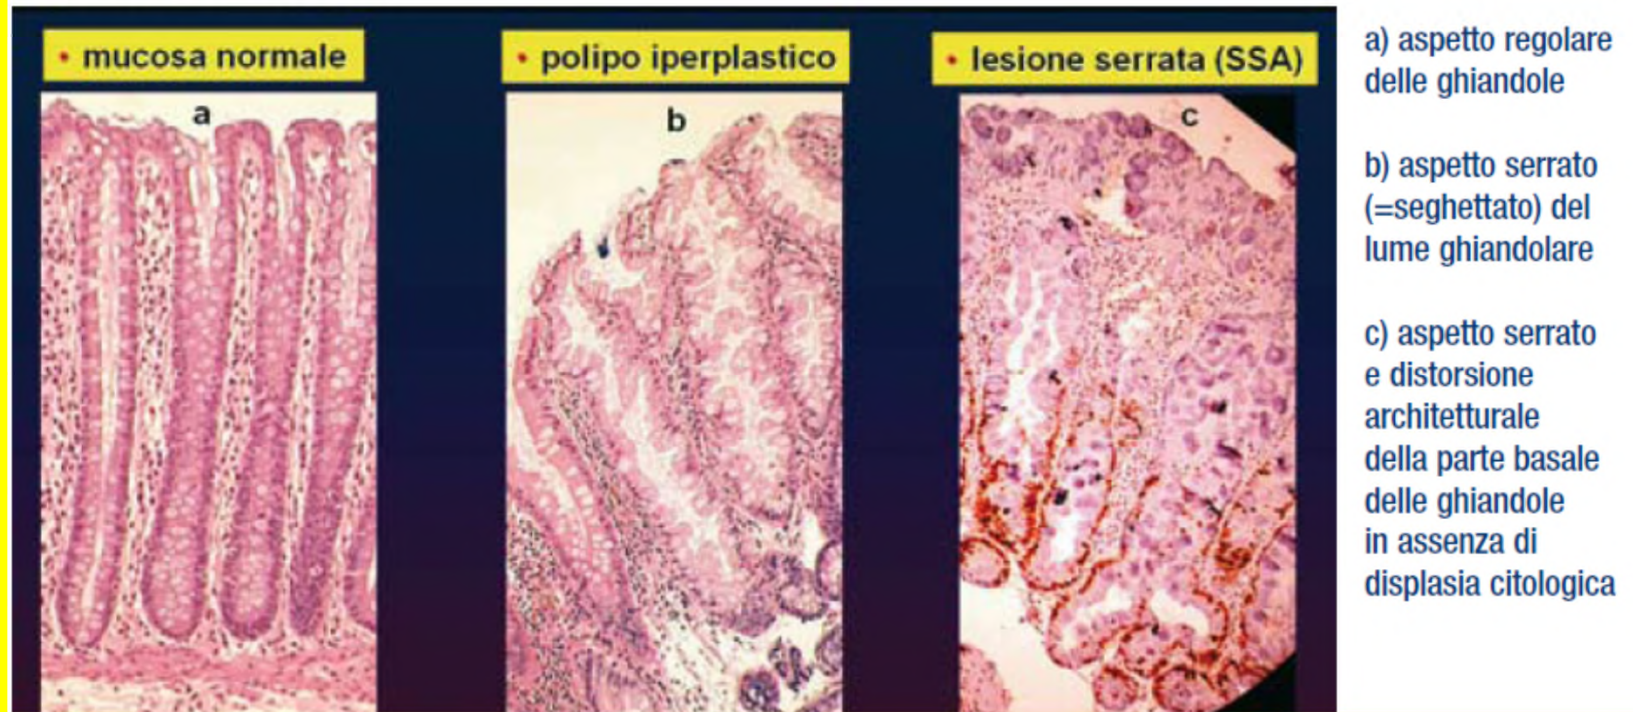 • mucosa normale
• polipo iperplastico
• lesione serrata (SSA)
a
b
c
a) aspetto regolare
delle ghiandole
b) aspetto serrato
(=seghettato) del
lume ghiandolare
c) aspetto serrato
e distorsione
architetturale
della parte basale
delle ghiandole
in assenza di
displasia citologica